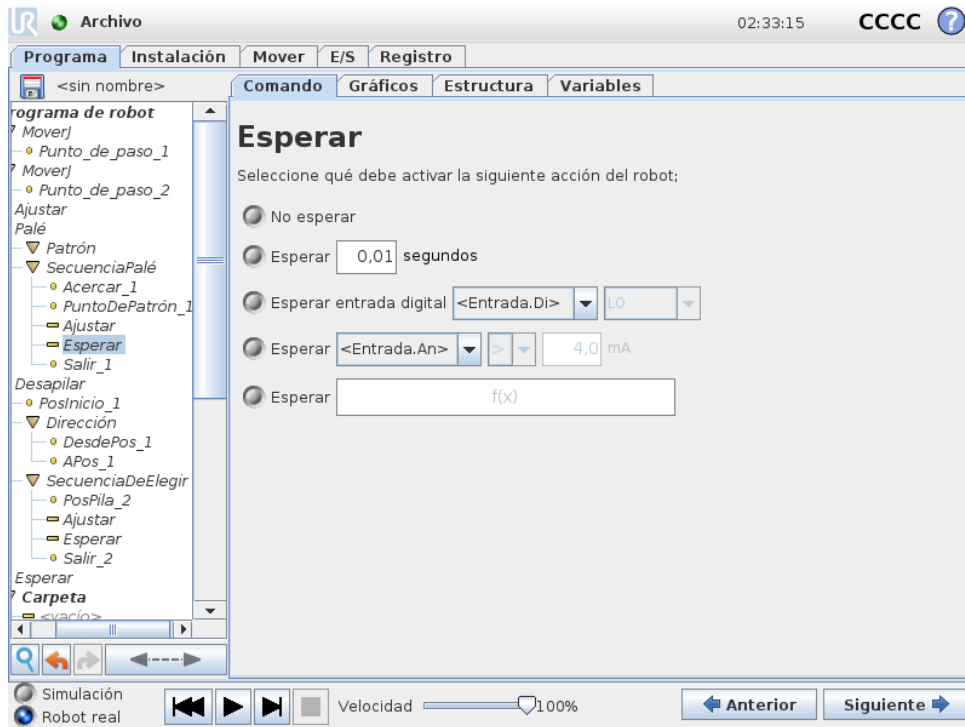 UR Archivo 02:33:15 CCCC ?
Programa Instalación Mover E/S Registro
<sin nombre> Comando Gráficos Estructura Variables
rograma de robot
MoverJ
Punto_de_paso_1
MoverJ
Punto_de_paso_2
Ajustar
Palé
Patrón
SecuenciaPalé
Acercar_1
PuntoDePatrón_1
Ajustar
Esperar
Salir_1
Desapilar
PosInicio_1
Dirección
DesdePos_1
APos_1
SecuenciaDeElegir
PosPila_2
Ajustar
Esperar
Salir_2
Esperar
Carpeta
<vacío>
Esperar
Seleccione qué debe activar la siguiente acción del robot;
No esperar
Esperar 0,01 segundos
Esperar entrada digital <Entrada.Di> LO
Esperar <Entrada.An> > 4,0 mA
Esperar f(x)
Simulación
Robot real
Velocidad 100%
Anterior Siguiente